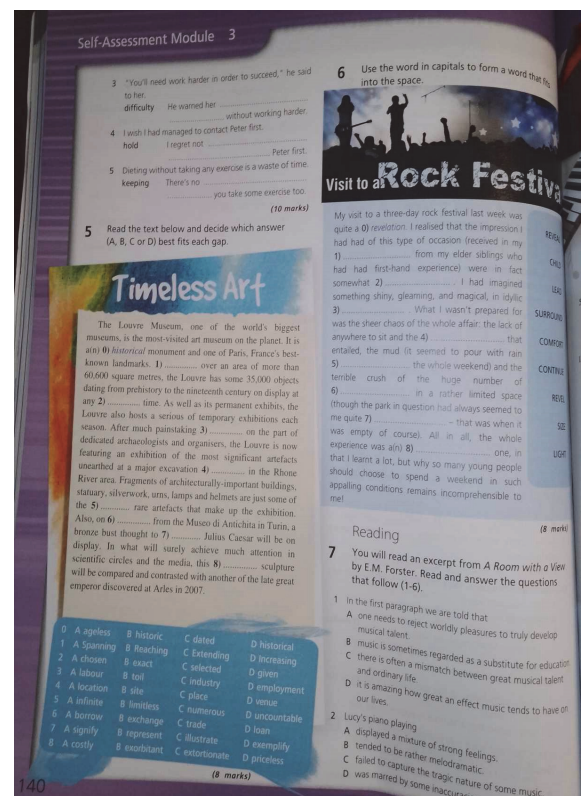 Self-Assessment Module 3
3 "You'll need work harder in order to succeed," he said
to her.
difficulty He warned her ..............................
.............................. without working harder.
4 I wish I had managed to contact Peter first.
hold I regret not ..............................
.............................. Peter first.
5 Dieting without taking any exercise is a waste of time.
keeping There's no ..............................
.............................. you take some exercise too.
(10 marks)
5 Read the text below and decide which answer
(A, B, C or D) best fits each gap.
Timeless Art
The Louvre Museum, one of the world's biggest
museums, is the most-visited art museum on the planet. It is
a(n) 0) historical monument and one of Paris, France's best-
known landmarks. 1) .............. over an area of more than
60,600 square metres, the Louvre has some 35,000 objects
dating from prehistory to the nineteenth century on display at
any 2) .............. time. As well as its permanent exhibits, the
Louvre also hosts a serious of temporary exhibitions each
season. After much painstaking 3) .............. on the part of
dedicated archaeologists and organisers, the Louvre is now
featuring an exhibition of the most significant artefacts
unearthed at a major excavation 4) .............. in the Rhone
River area. Fragments of architecturally-important buildings,
statuary, silverwork, urns, lamps and helmets are just some of
the 5) .............. rare artefacts that make up the exhibition.
Also, on 6) .............. from the Museo di Antichita in Turin, a
bronze bust thought to 7) .............. Julius Caesar will be on
display. In what will surely achieve much attention in
scientific circles and the media, this 8) .............. sculpture
will be compared and contrasted with another of the late great
emperor discovered at Arles in 2007.
0 A ageless B historic C dated D historical
1 A Spanning B Reaching C Extending D Increasing
2 A chosen B exact C selected D given
3 A labour B toil C industry D employment
4 A location B site C place D venue
5 A infinite B limitless C numerous D uncountable
6 A borrow B exchange C trade D loan
7 A signify B represent C illustrate D exemplify
8 A costly B exorbitant C extortionate D priceless
(8 marks)
140
6 Use the word in capitals to form a word that fits
into the space.
Visit to a Rock Festiva
My visit to a three-day rock festival last week was
quite a 0) revelation. I realised that the impression I REVEAL
had had of this type of occasion (received in my
1) .............................. from my elder siblings who CHILD
had had first-hand experience) were in fact
somewhat 2) .............................. I had imagined LEAD
something shiny, gleaming, and magical, in idyllic
3) .............................. . What I wasn't prepared for SURROUND
was the sheer chaos of the whole affair: the lack of
anywhere to sit and the 4) .............................. that COMFORT
entailed, the mud (it seemed to pour with rain
5) .............................. the whole weekend) and the CONTINUE
terrible crush of the huge number of
6) .............................. in a rather limited space REVEL
(though the park in question had always seemed to
me quite 7) .............................. – that was when it SIZE
was empty of course). All in all, the whole
experience was a(n) 8) .............................. one, in LIGHT
that I learnt a lot, but why so many young people
should choose to spend a weekend in such
appalling conditions remains incomprehensible to
me!
(8 marks)
Reading
7 You will read an excerpt from A Room with a View
by E.M. Forster. Read and answer the questions
that follow (1-6).
1 In the first paragraph we are told that
A one needs to reject worldly pleasures to truly develop
musical talent.
B music is sometimes regarded as a substitute for education.
C there is often a mismatch between great musical talent
and ordinary life.
D it is amazing how great an effect music tends to have on
our lives.
2 Lucy's piano playing
A displayed a mixture of strong feelings.
B tended to be rather melodramatic.
C failed to capture the tragic nature of some music.
D was marred by some